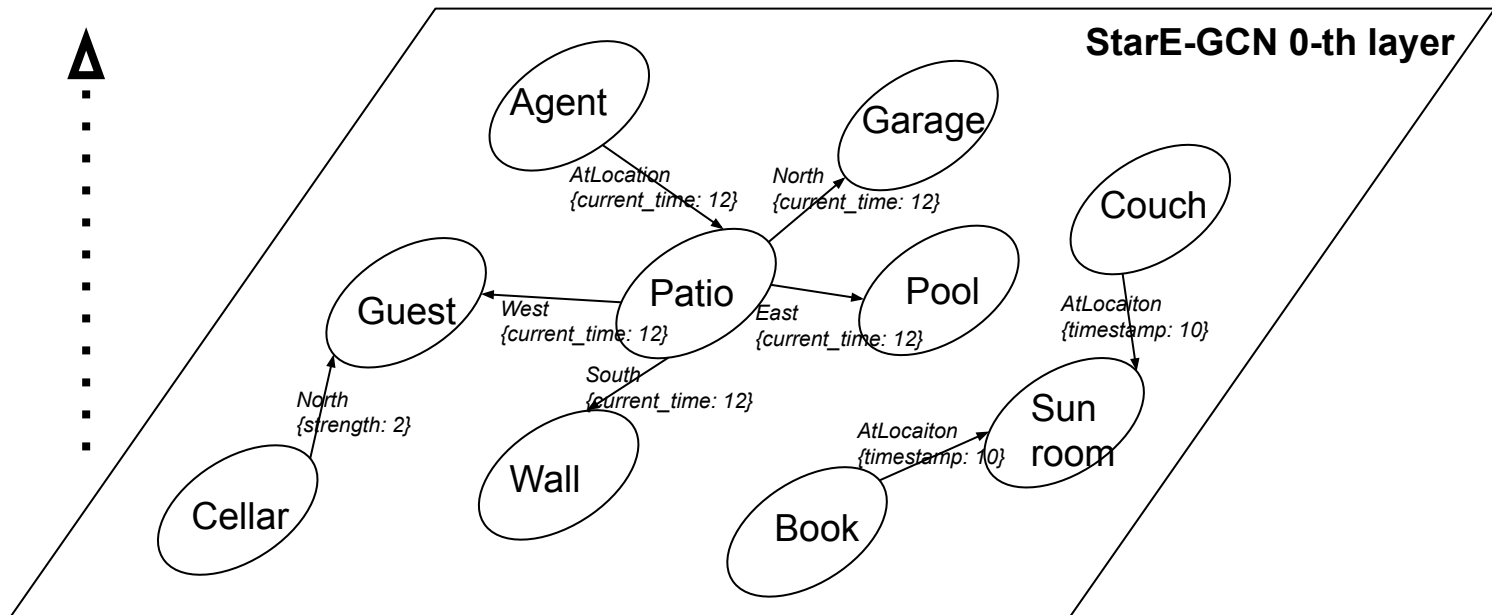 StarE-GCN 0-th layer
Agent
Garage
AtLocation
{current_time: 12}
North
{current_time: 12}
Couch
Guest
Patio
Pool
West
{current_time: 12}
East
{current_time: 12}
AtLocaiton
{timestamp: 10}
South
{current_time: 12}
North
{strength: 2}
AtLocaiton
{timestamp: 10}
Sun
room
Wall
Cellar
Book